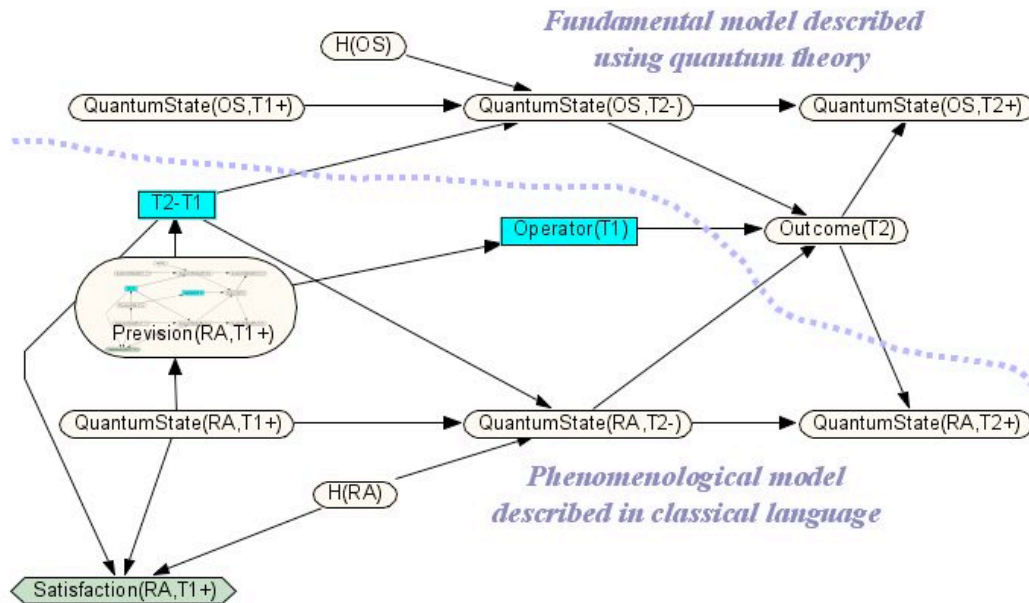 Fundamental model described
using quantum theory
H(OS)
QuantumState(OS,T1+)
QuantumState(OS,T2-)
QuantumState(OS,T2+)
T2-T1
Operator(T1)
Outcome(T2)
Prevision(RA,T1+)
QuantumState(RA,T1+)
QuantumState(RA,T2-)
QuantumState(RA,T2+)
H(RA)
Phenomenological model
described in classical language
Satisfaction(RA,T1+)